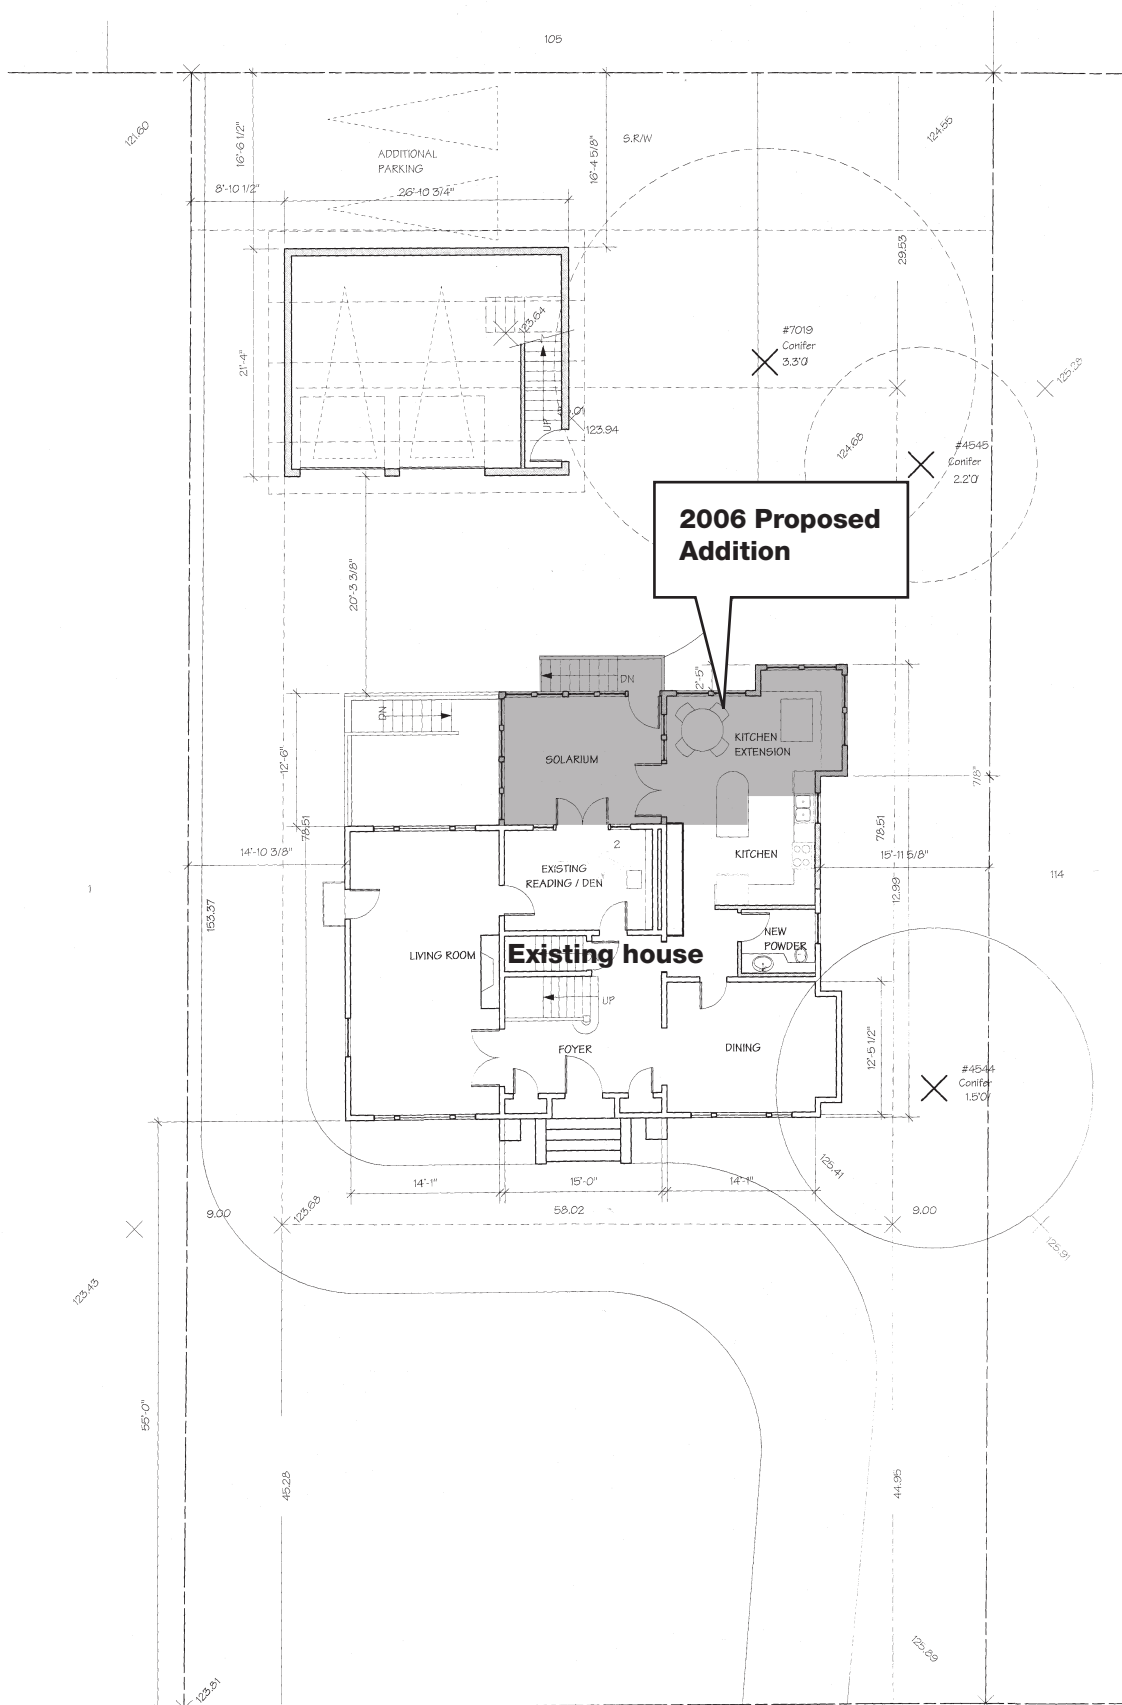 105
121.60
16'-6 1/2"
ADDITIONAL
PARKING
16'-4 5/8"
S.R/W
124.55
8'-10 1/2"
26'-10 3/4"
29.53
123.64
#7019
Conifer
3.3'0
21'-4"
125.28
UP
123.94
124.68
#4545
Conifer
2.2'0
2006 Proposed
Addition
20'-3 3/8"
DN
2'-5"
DN
KITCHEN
EXTENSION
SOLARIUM
12'-6"
7/8"
78.51
78.51
2
14'-10 3/8"
KITCHEN
15'-11 5/8"
EXISTING
READING / DEN
114
12.99
153.37
NEW
POWDER
LIVING ROOM
Existing house
UP
FOYER
DINING
12'-5 1/2"
#4544
Conifer
1.5'0
125.41
14'-1"
15'-0"
14'-1"
9.00
123.68
58.02
9.00
125.91
123.43
55'-0"
45.28
44.95
125.89
123.81